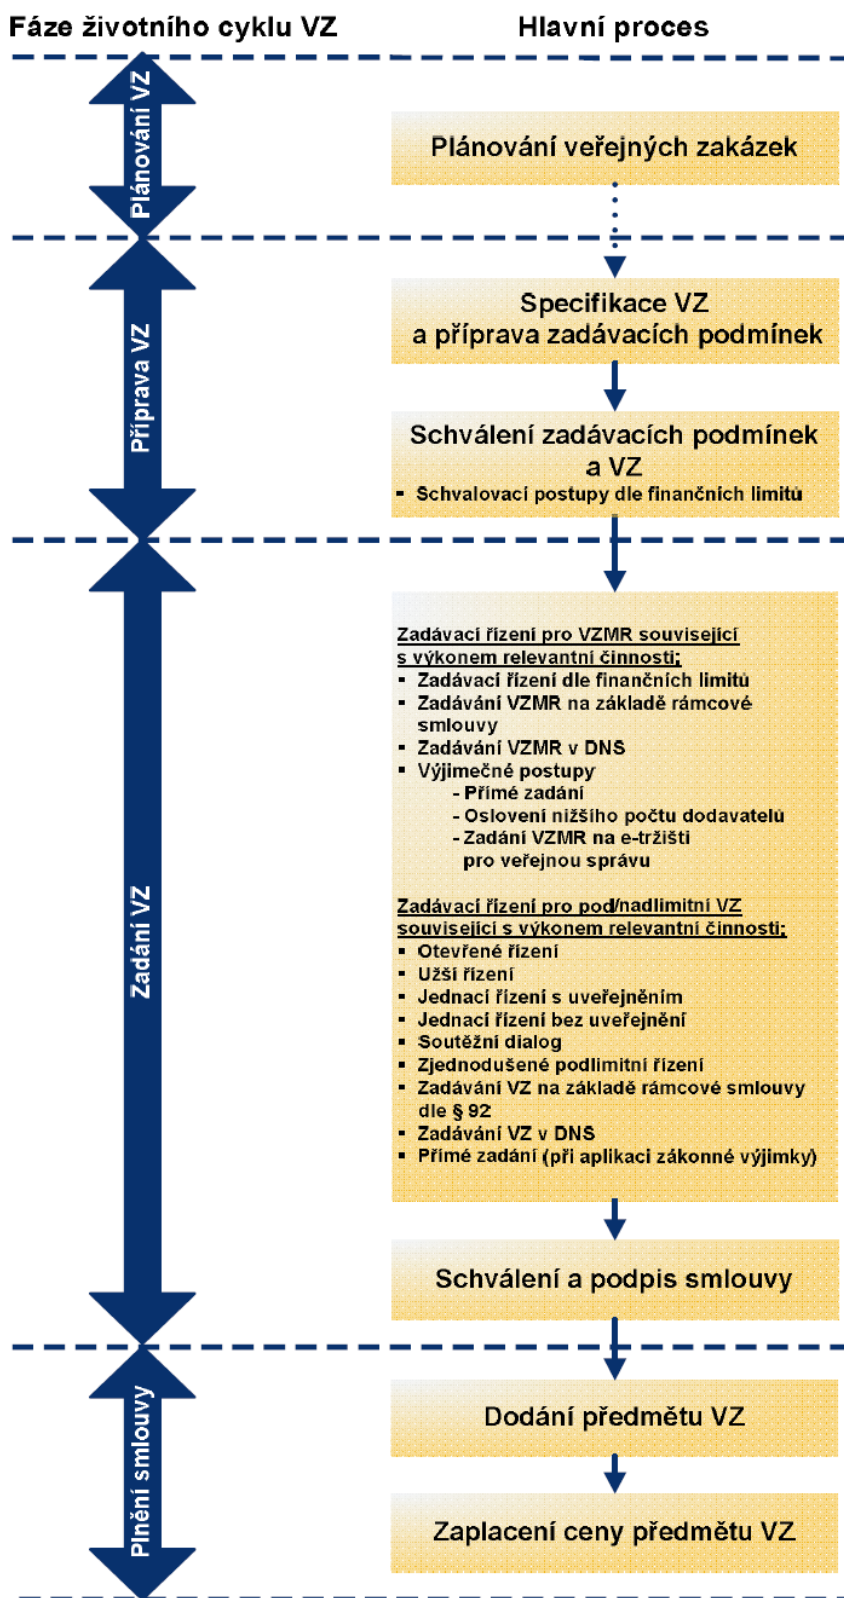 Fáze životního cyklu VZ
Hlavní proces
Plánování VZ
Plánování veřejných zakázek
Příprava VZ
Specifikace VZ
a příprava zadávacích podmínek
Schválení zadávacích podmínek
a VZ
▪ Schvalovací postupy dle finančních limitů
Zadání VZ
Zadávací řízení pro VZMR související
s výkonem relevantní činnosti;
▪ Zadávací řízení dle finančních limitů
▪ Zadávání VZMR na základě rámcové
smlouvy
▪ Zadávání VZMR v DNS
▪ Výjimečné postupy
- Přímé zadání
- Oslovení nižšího počtu dodavatelů
- Zadání VZMR na e-tržišti
pro veřejnou správu
Zadávací řízení pro pod/nadlimitní VZ
související s výkonem relevantní činnosti;
▪ Otevřené řízení
▪ Užší řízení
▪ Jednací řízení s uveřejněním
▪ Jednací řízení bez uveřejnění
▪ Soutěžní dialog
▪ Zjednodušené podlimitní řízení
▪ Zadávání VZ na základě rámcové smlouvy
dle § 92
▪ Zadávání VZ v DNS
▪ Přímé zadání (při aplikaci zákonné výjimky)
Schválení a podpis smlouvy
Plnění smlouvy
Dodání předmětu VZ
Zaplacení ceny předmětu VZ